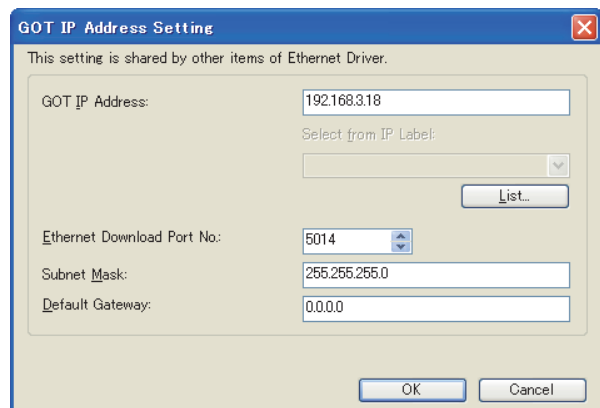 GOT IP Address Setting
This setting is shared by other items of Ethernet Driver.
GOT IP Address: 192.168.3.18
Select from IP Label:
List...
Ethernet Download Port No.: 5014
Subnet Mask: 255.255.255.0
Default Gateway: 0.0.0.0
OK Cancel